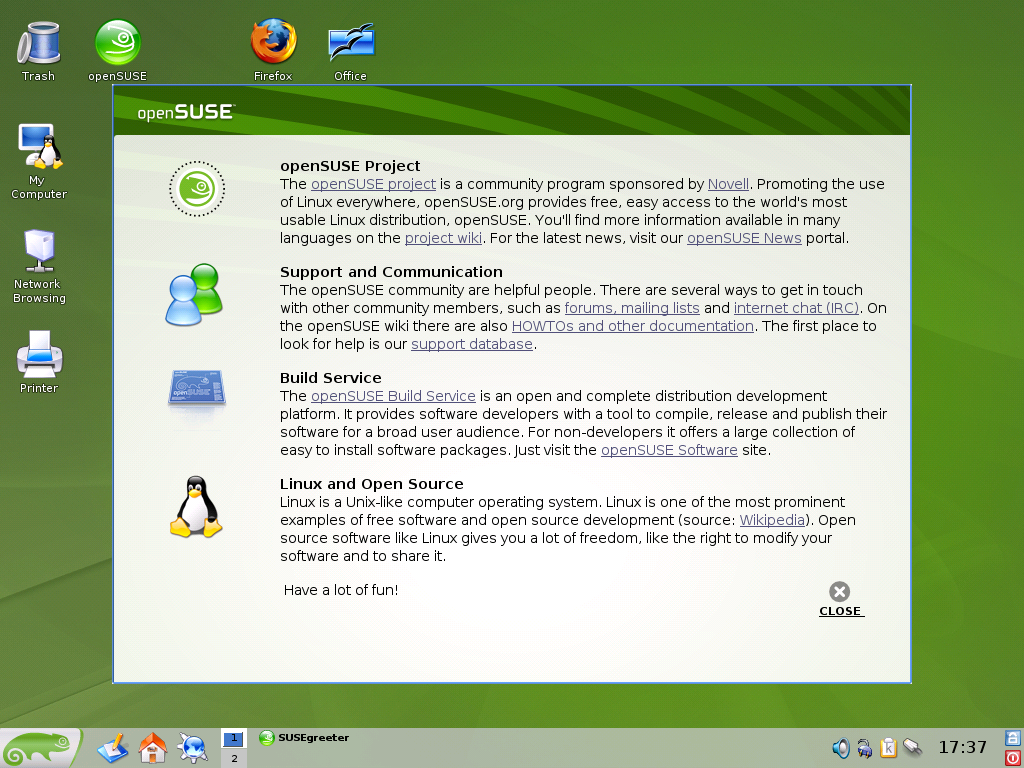 Trash
openSUSE
Firefox
Office
My
Computer
Network
Browsing
Printer
openSUSE™
openSUSE Project
The openSUSE project is a community program sponsored by Novell. Promoting the use
of Linux everywhere, openSUSE.org provides free, easy access to the world's most
usable Linux distribution, openSUSE. You'll find more information available in many
languages on the project wiki. For the latest news, visit our openSUSE News portal.
Support and Communication
The openSUSE community are helpful people. There are several ways to get in touch
with other community members, such as forums, mailing lists and internet chat (IRC). On
the openSUSE wiki there are also HOWTOs and other documentation. The first place to
look for help is our support database.
Build Service
The openSUSE Build Service is an open and complete distribution development
platform. It provides software developers with a tool to compile, release and publish their
software for a broad user audience. For non-developers it offers a large collection of
easy to install software packages. Just visit the openSUSE Software site.
openSUSE
Linux and Open Source
Linux is a Unix-like computer operating system. Linux is one of the most prominent
examples of free software and open source development (source: Wikipedia). Open
source software like Linux gives you a lot of freedom, like the right to modify your
software and to share it.
Have a lot of fun!
CLOSE
1
2
SUSEgreeter
k
17:37